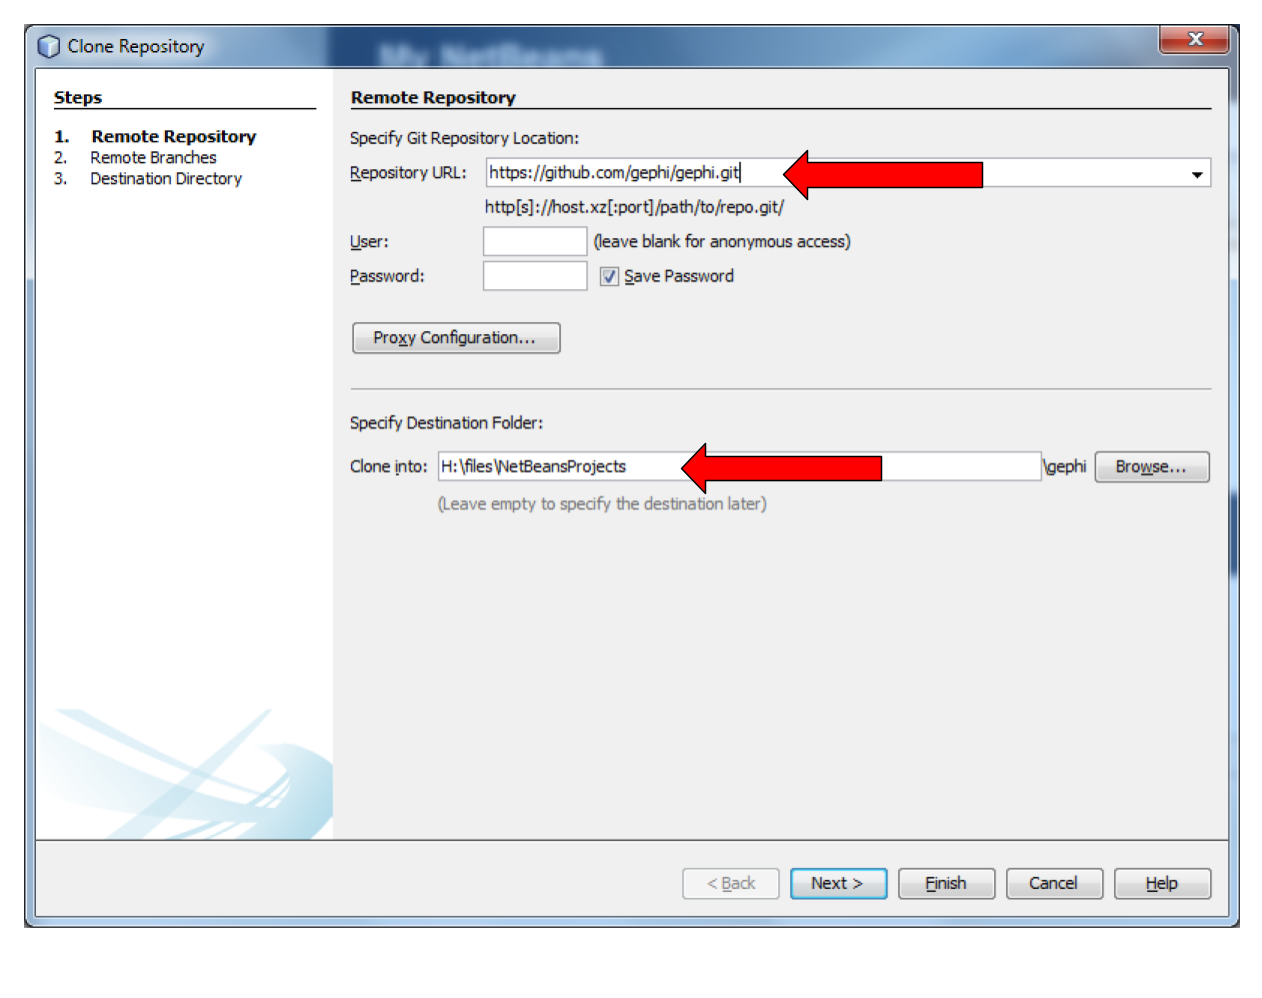 Clone Repository
My NetBeans
x
Steps
1. Remote Repository
2. Remote Branches
3. Destination Directory
Remote Repository
Specify Git Repository Location:
Repository URL: https://github.com/gephi/gephi.git
http[s]://host.xz[:port]/path/to/repo.git/
User: (leave blank for anonymous access)
Password: Save Password
Proxy Configuration...
Specify Destination Folder:
Clone into: H:\files\NetBeansProjects \gephi Browse...
(Leave empty to specify the destination later)
< Back Next > Finish Cancel Help